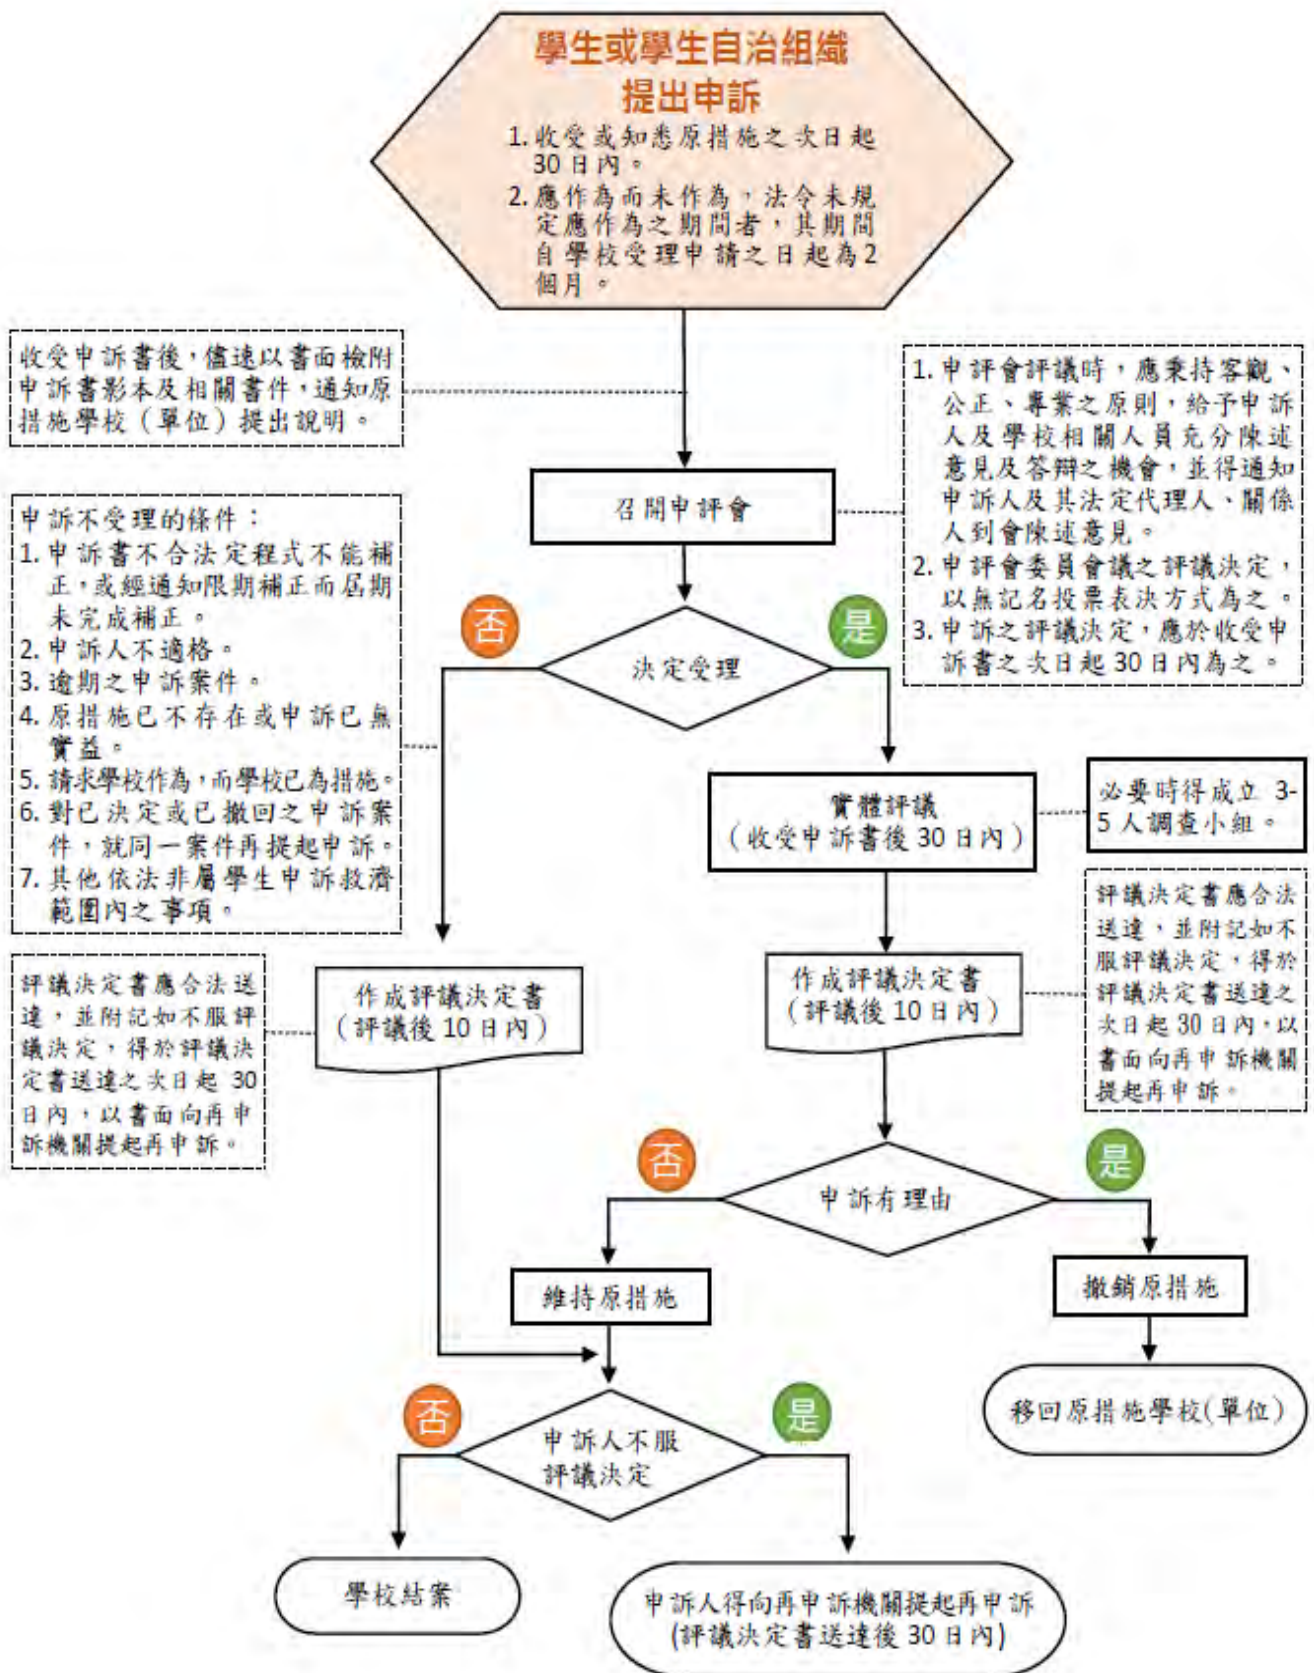 學生或學生自治組織
提出申訴
1. 收受或知悉原措施之次日起
30 日內。
2. 應作為而未作為，法令未規
定應作為之期間者，其期間
自學校受理申請之日起為2
個月。
收受申訴書後，儘速以書面檢附
申訴書影本及相關書件，通知原
措施學校（單位）提出說明。
1. 申評會評議時，應秉持客觀、
公正、專業之原則，給予申訴
人及學校相關人員充分陳述
意見及答辯之機會，並得通知
申訴人及其法定代理人、關係
人到會陳述意見。
2. 申評會委員會議之評議決定，
以無記名投票表決方式為之。
3. 申訴之評議決定，應於收受申
訴書之次日起 30 日內為之。
召開申評會
申訴不受理的條件：
1. 申訴書不合法定程式不能補
正，或經通知限期補正而屆期
未完成補正。
2. 申訴人不適格。
3. 逾期之申訴案件。
4. 原措施已不存在或申訴已無
實益。
5. 請求學校作為，而學校已為措施。
6. 對已決定或已撤回之申訴案
件，就同一案件再提起申訴。
7. 其他依法非屬學生申訴救濟
範圍內之事項。
否
是
決定受理
實體評議
（收受申訴書後 30 日內）
必要時得成立 3-
5 人調查小組。
評議決定書應合法送
達，並附記如不服評
議決定，得於評議決
定書送達之次日起 30
日內，以書面向再申
訴機關提起再申訴。
作成評議決定書
（評議後 10 日內）
作成評議決定書
（評議後 10 日內）
評議決定書應合法
送達，並附記如不
服評議決定，得於
評議決定書送達之
次日起 30 日內，以
書面向再申訴機關
提起再申訴。
否
是
申訴有理由
維持原措施
撤銷原措施
移回原措施學校(單位)
否
是
申訴人不服
評議決定
學校結案
申訴人得向再申訴機關提起再申訴
(評議決定書送達後 30 日內)